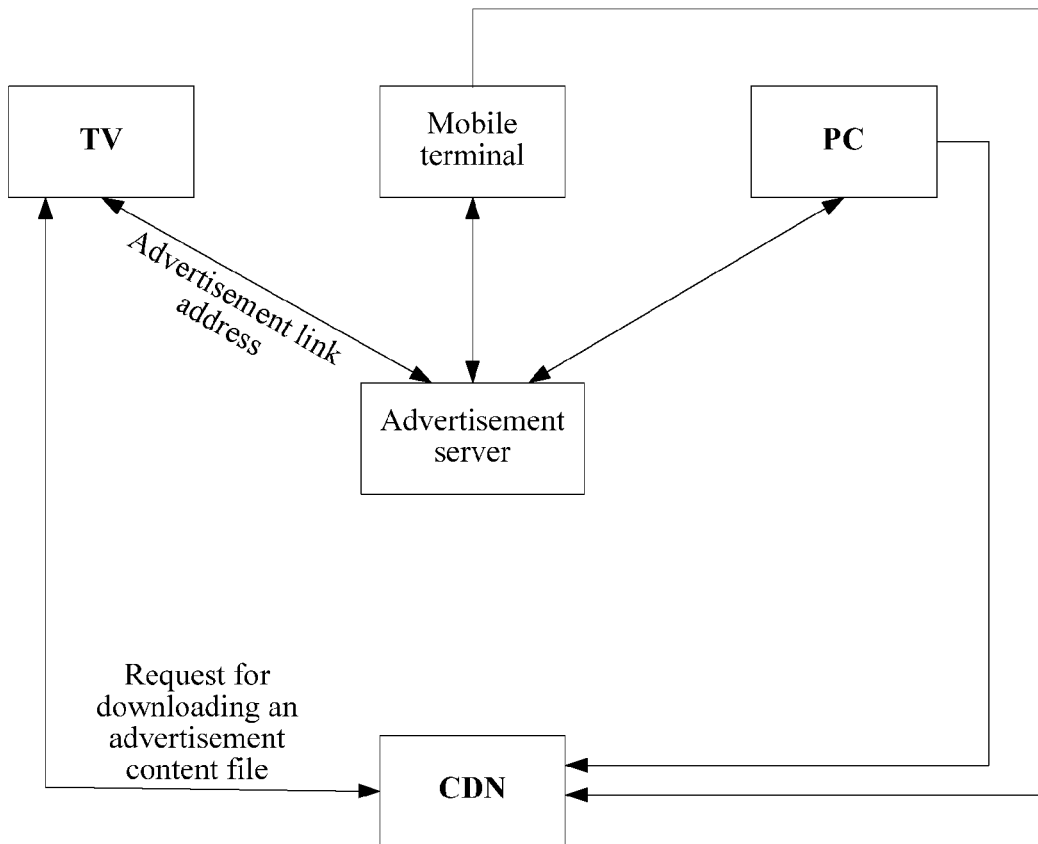 TV
Mobile
terminal
PC
Advertisement link
address
Advertisement
server
Request for
downloading an
advertisement
content file
CDN